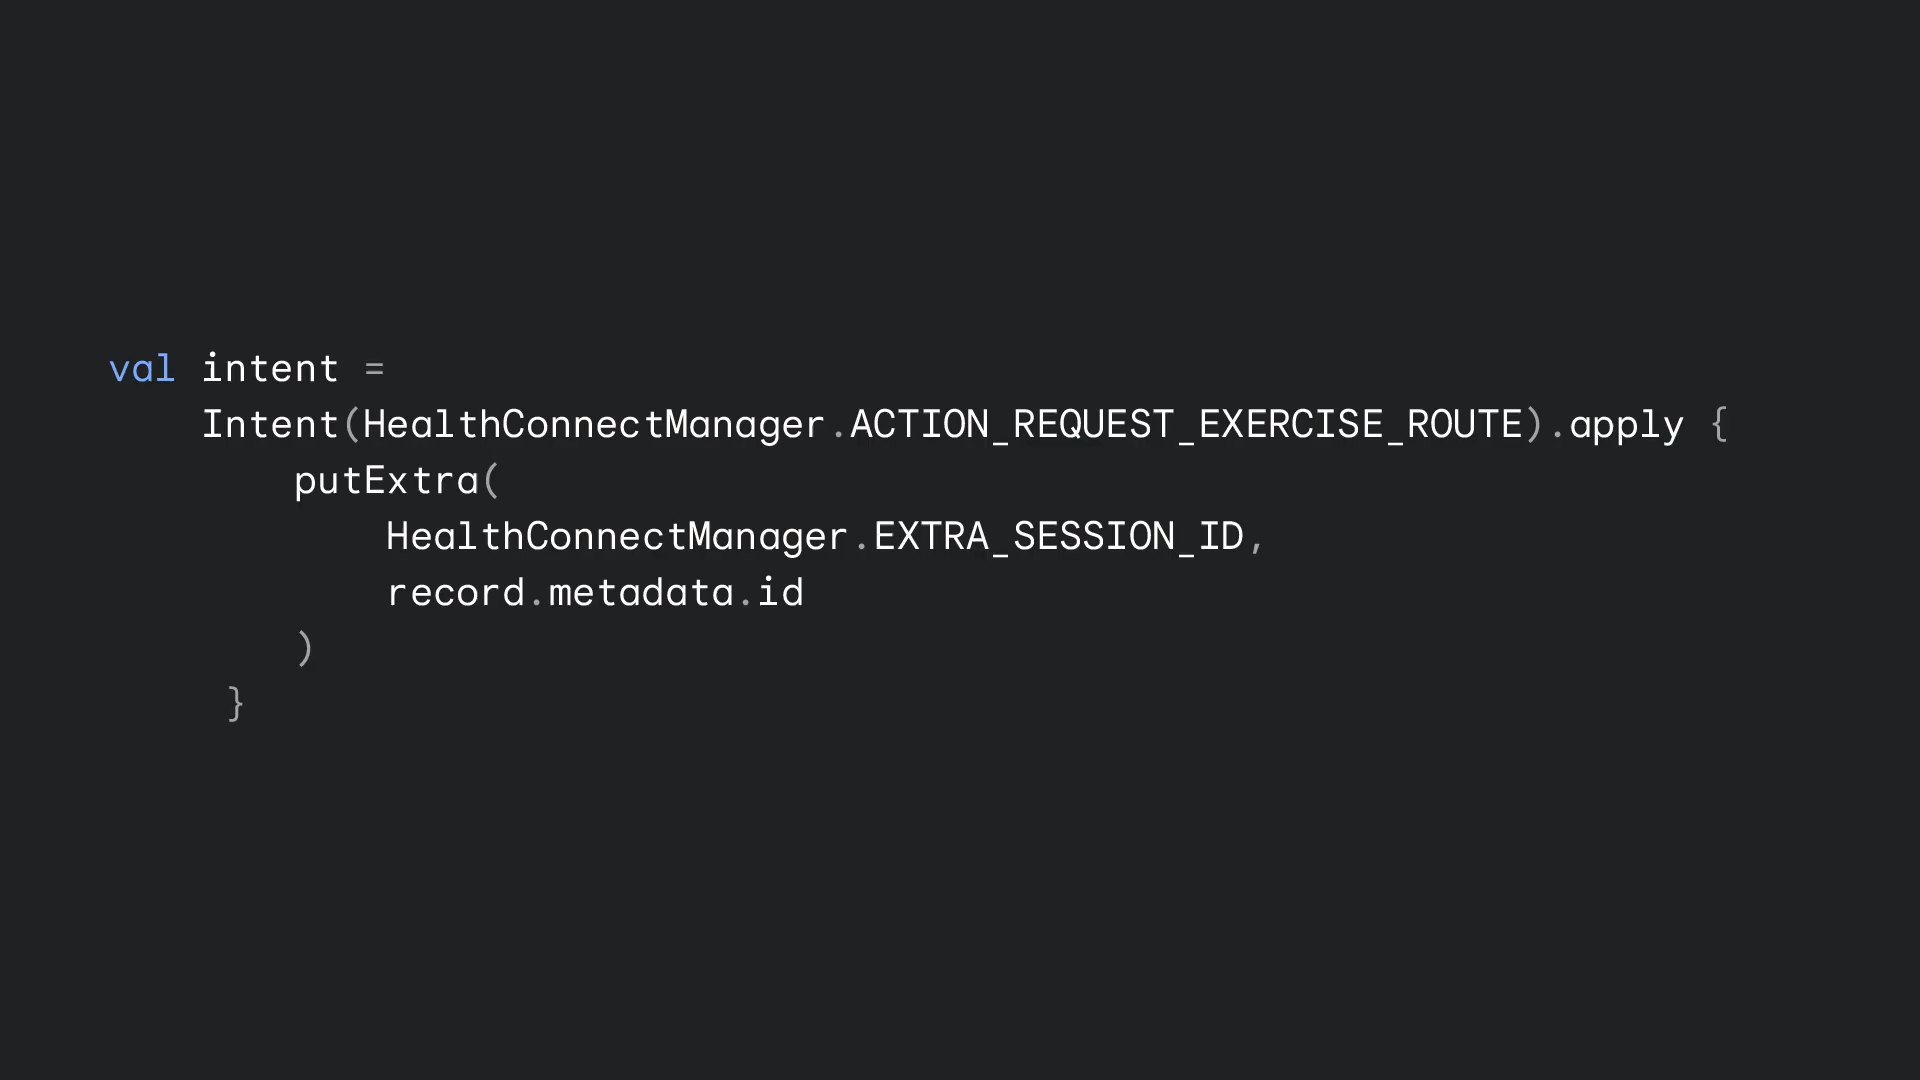 val intent =
    Intent(HealthConnectManager.ACTION_REQUEST_EXERCISE_ROUTE).apply {
        putExtra(
            HealthConnectManager.EXTRA_SESSION_ID,
            record.metadata.id
        )
     }